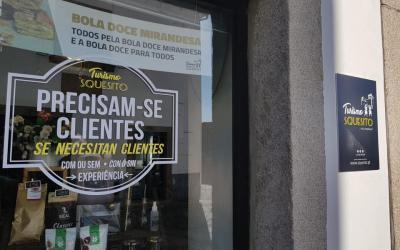 BOLA DOCE MIRANDESA
TODOS PELA BOLA DOCE MIRANDESA
E A BOLA DOCE PARA TODOS
Turismo
SQUESITO
PRECISAM-SE
CLIENTES
SE NECESITAN CLIENTES
COM OU SEM • CON O SIN
EXPERIÊNCIA
Turismo
SQUESITO